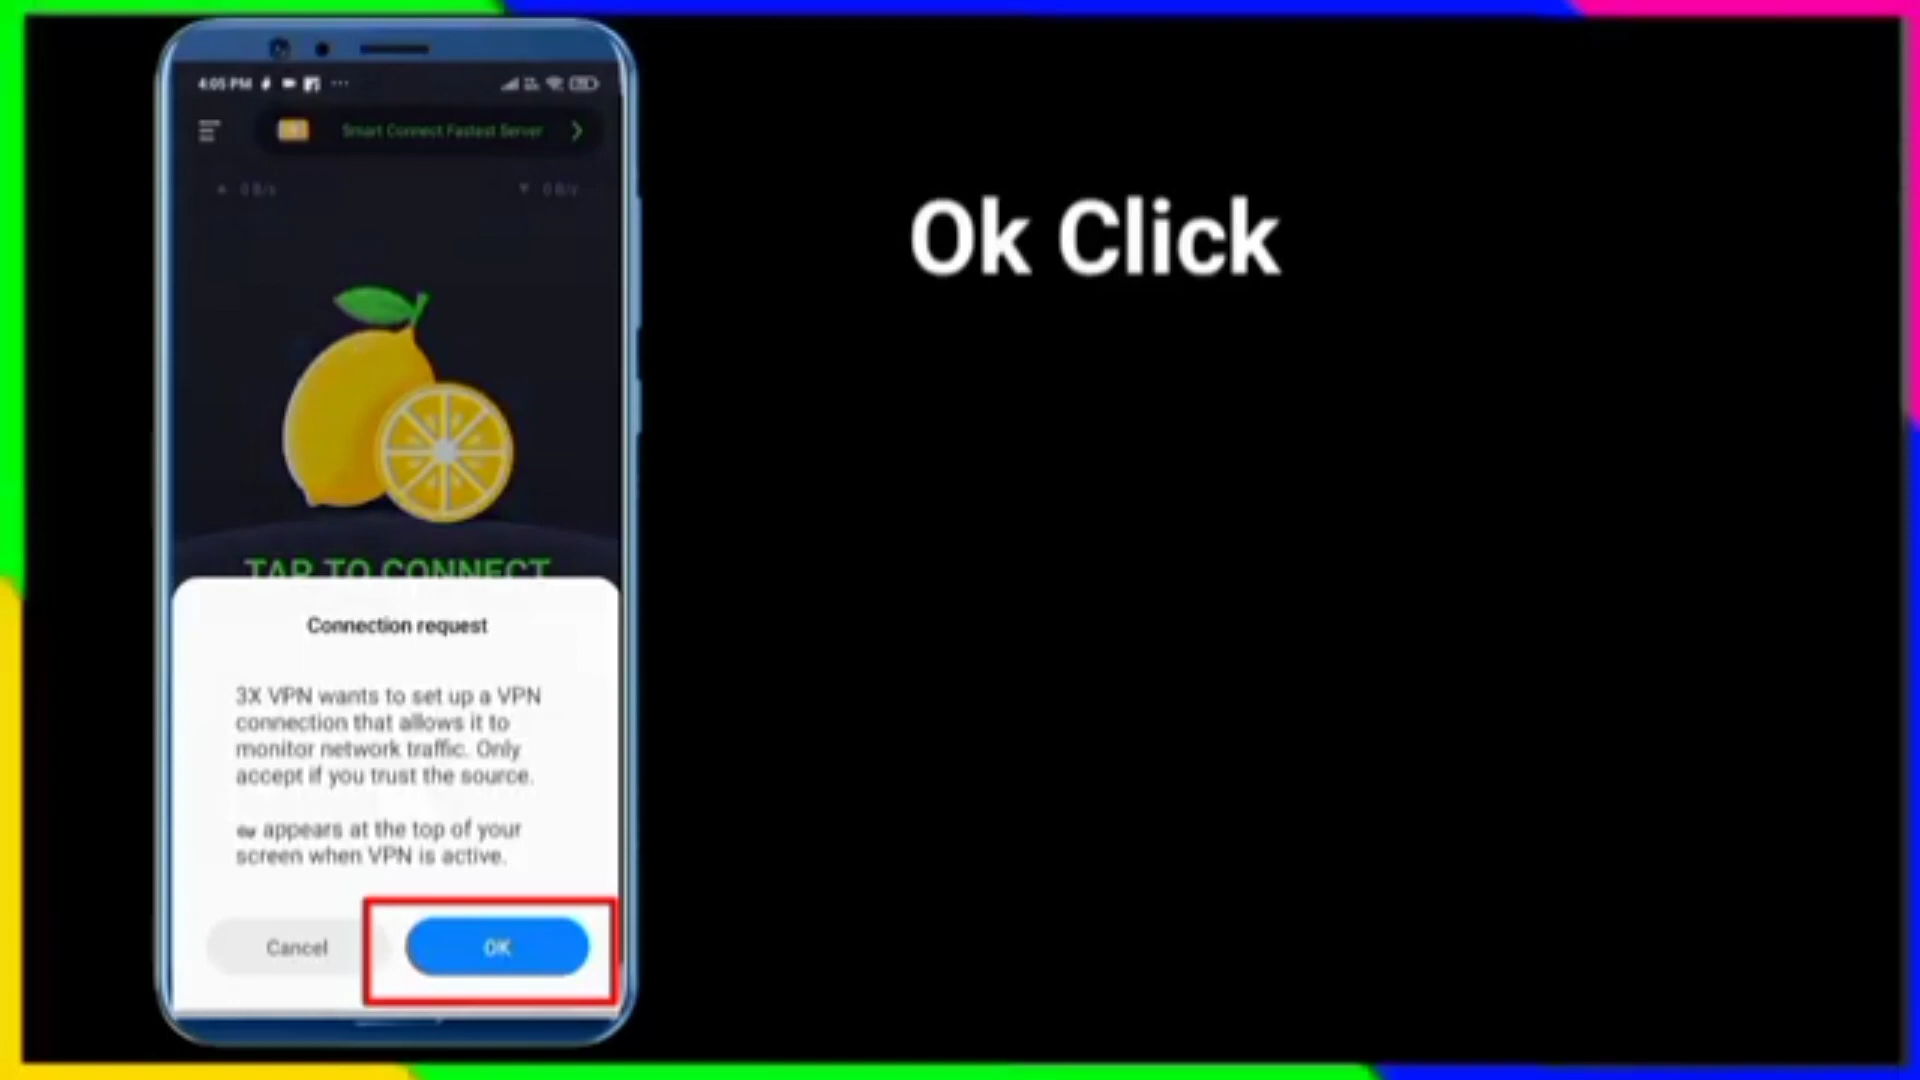 4:05 PM
Smart Connect Fastest Server
0 B/s
Ok Click
TAP TO CONNECT
Connection request
3X VPN wants to set up a VPN
connection that allows it to
monitor network traffic. Only
accept if you trust the source.
appears at the top of your
screen when VPN is active.
Cancel
OK